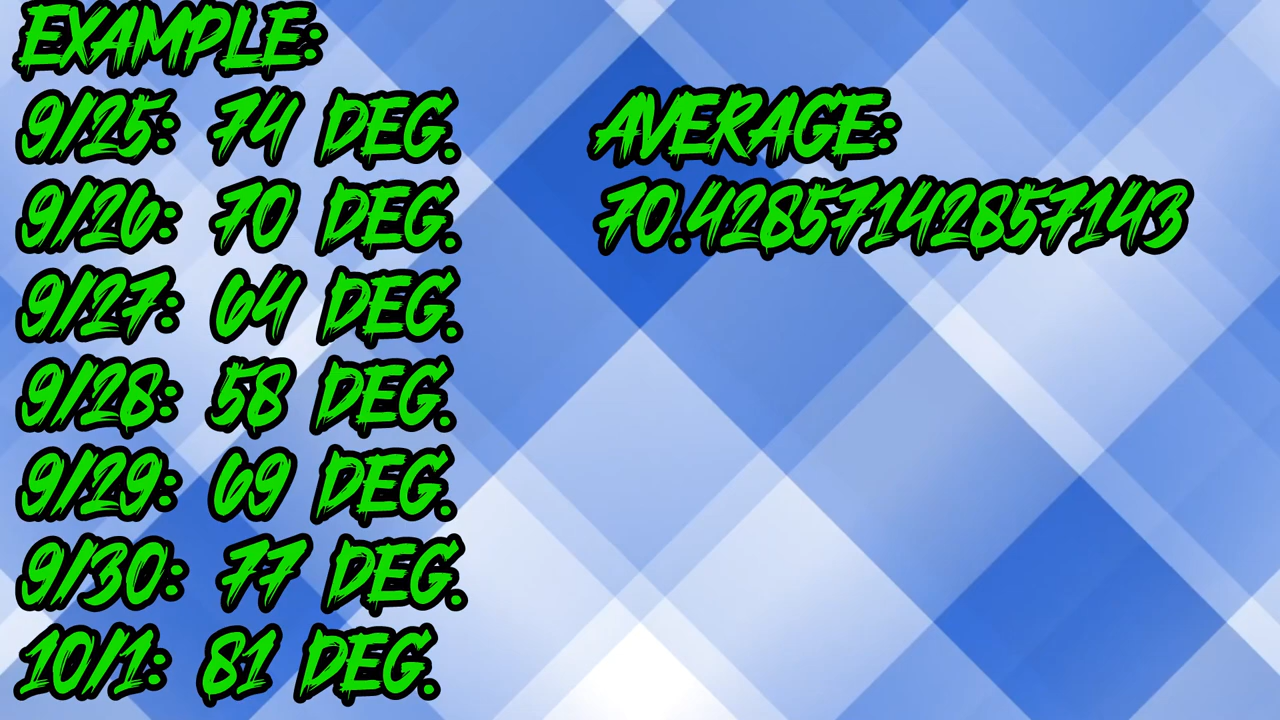 EXAMPLE:
9/25: 74 DEG.
9/26: 70 DEG.
9/27: 64 DEG.
9/28: 58 DEG.
9/29: 69 DEG.
9/30: 77 DEG.
10/1: 81 DEG.
AVERAGE:
70.42857142857143